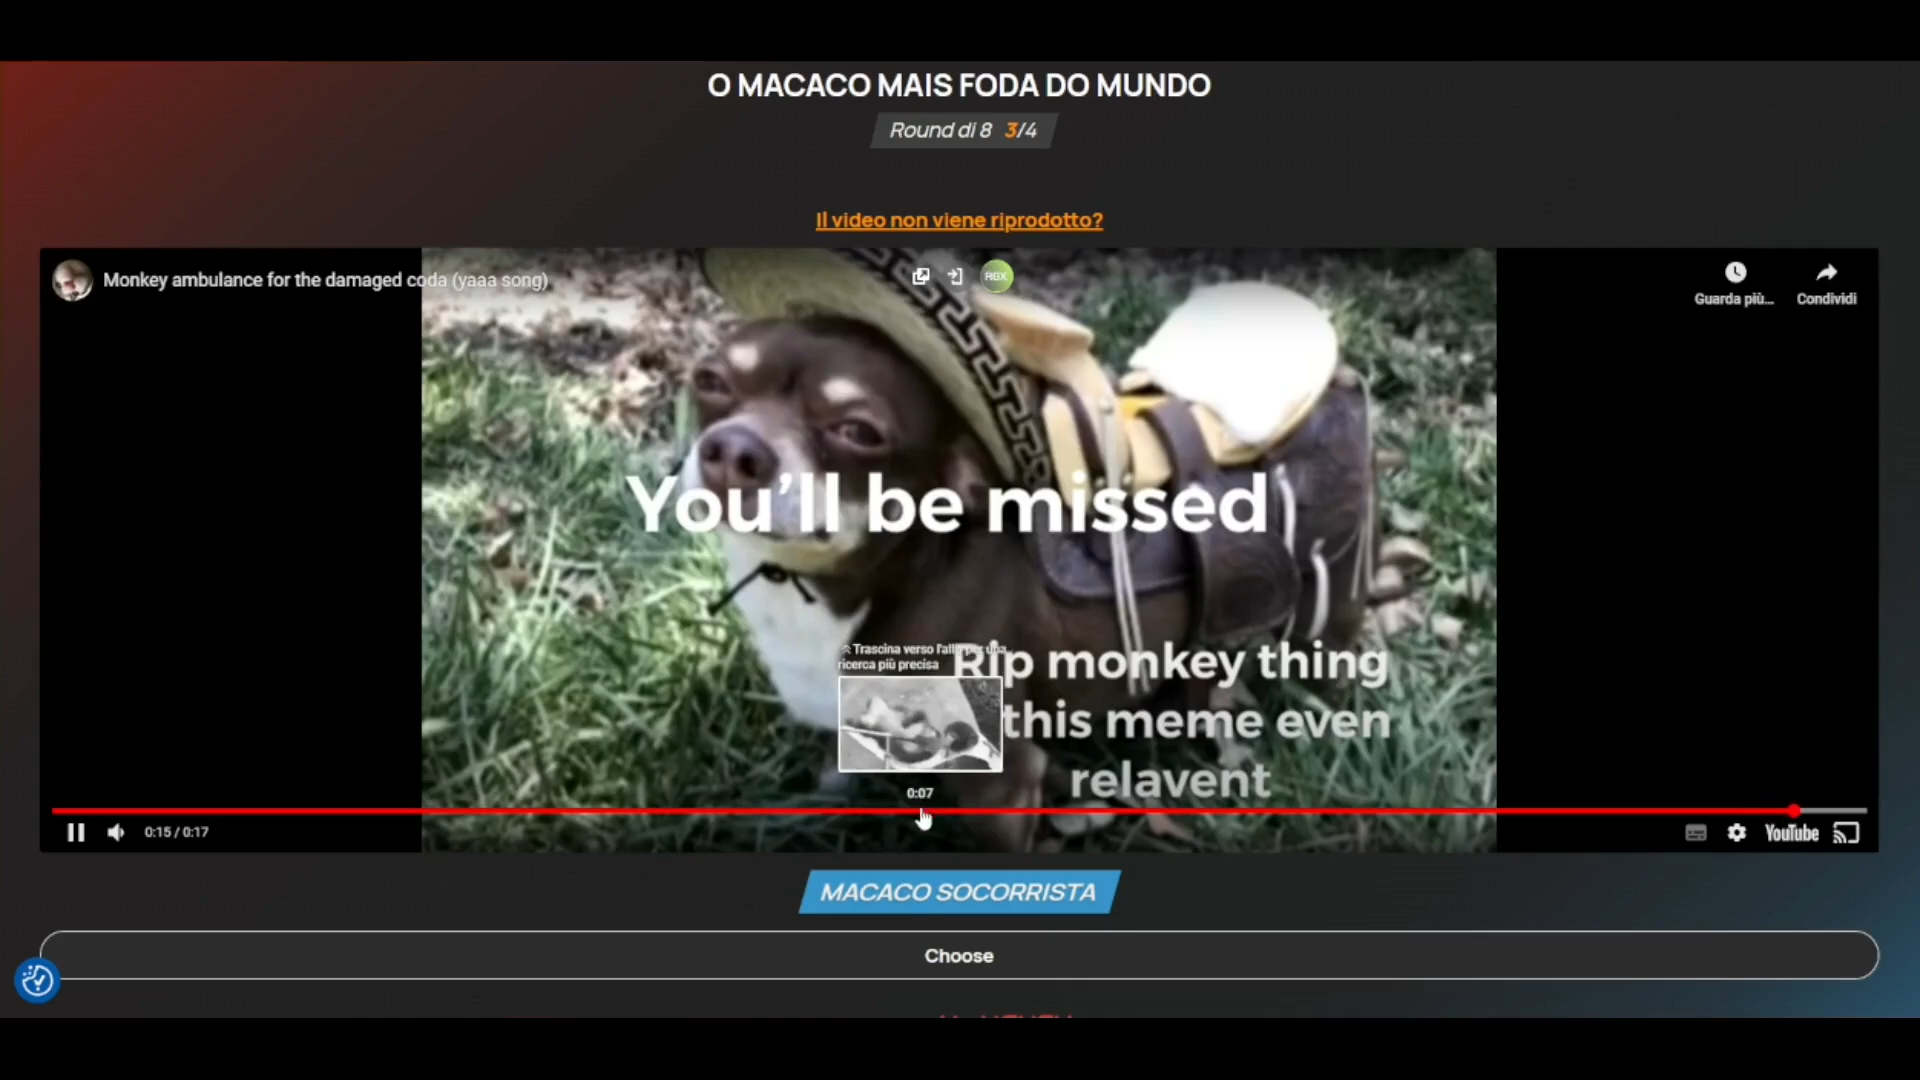 O MACACO MAIS FODA DO MUNDO
Round di 8 3/4
Il video non viene riprodotto?
Monkey ambulance for the damaged coda (yaaa song)
RGX
Guarda più...
Condividi
You'll be missed
Trascina verso l'alto per una
ricerca più precisa
Rip monkey thing
this meme even
relavent
0:07
0:15 / 0:17
YouTube
MACACO SOCORRISTA
Choose